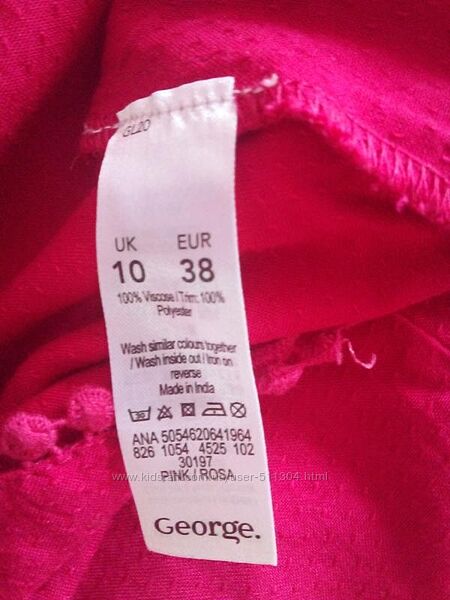 GL20
UK EUR
10 38
100% Viscose / Trim: 100%
Polyester
Wash similar colours together
/ Wash inside out / Iron on
reverse
Made in India
ANA 5054620641964
826 1054 4525 102
30197
PINK / ROSA
George.